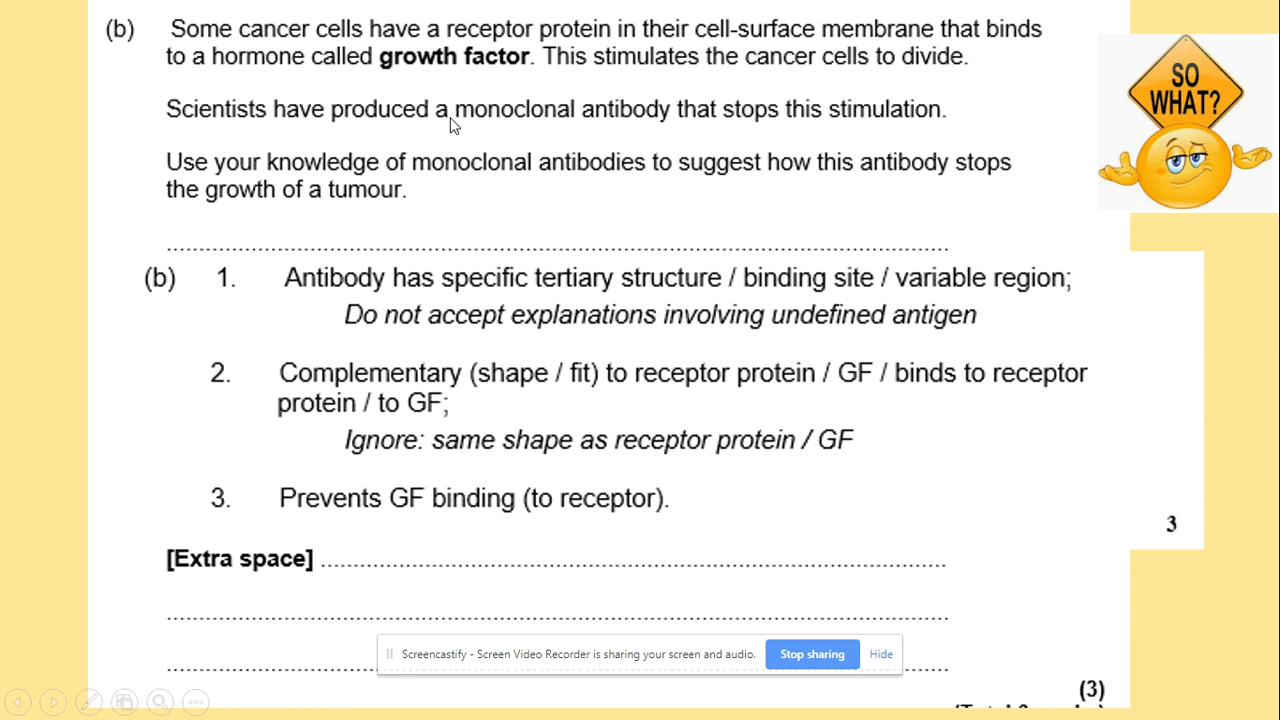 (b) Some cancer cells have a receptor protein in their cell-surface membrane that binds
to a hormone called growth factor. This stimulates the cancer cells to divide.
Scientists have produced a monoclonal antibody that stops this stimulation.
Use your knowledge of monoclonal antibodies to suggest how this antibody stops
the growth of a tumour.
SO
WHAT?
(b) 1. Antibody has specific tertiary structure / binding site / variable region;
Do not accept explanations involving undefined antigen
2. Complementary (shape / fit) to receptor protein / GF / binds to receptor
protein / to GF;
Ignore: same shape as receptor protein / GF
3. Prevents GF binding (to receptor).
3
[Extra space]
Screencastify - Screen Video Recorder is sharing your screen and audio. Stop sharing Hide
(3)